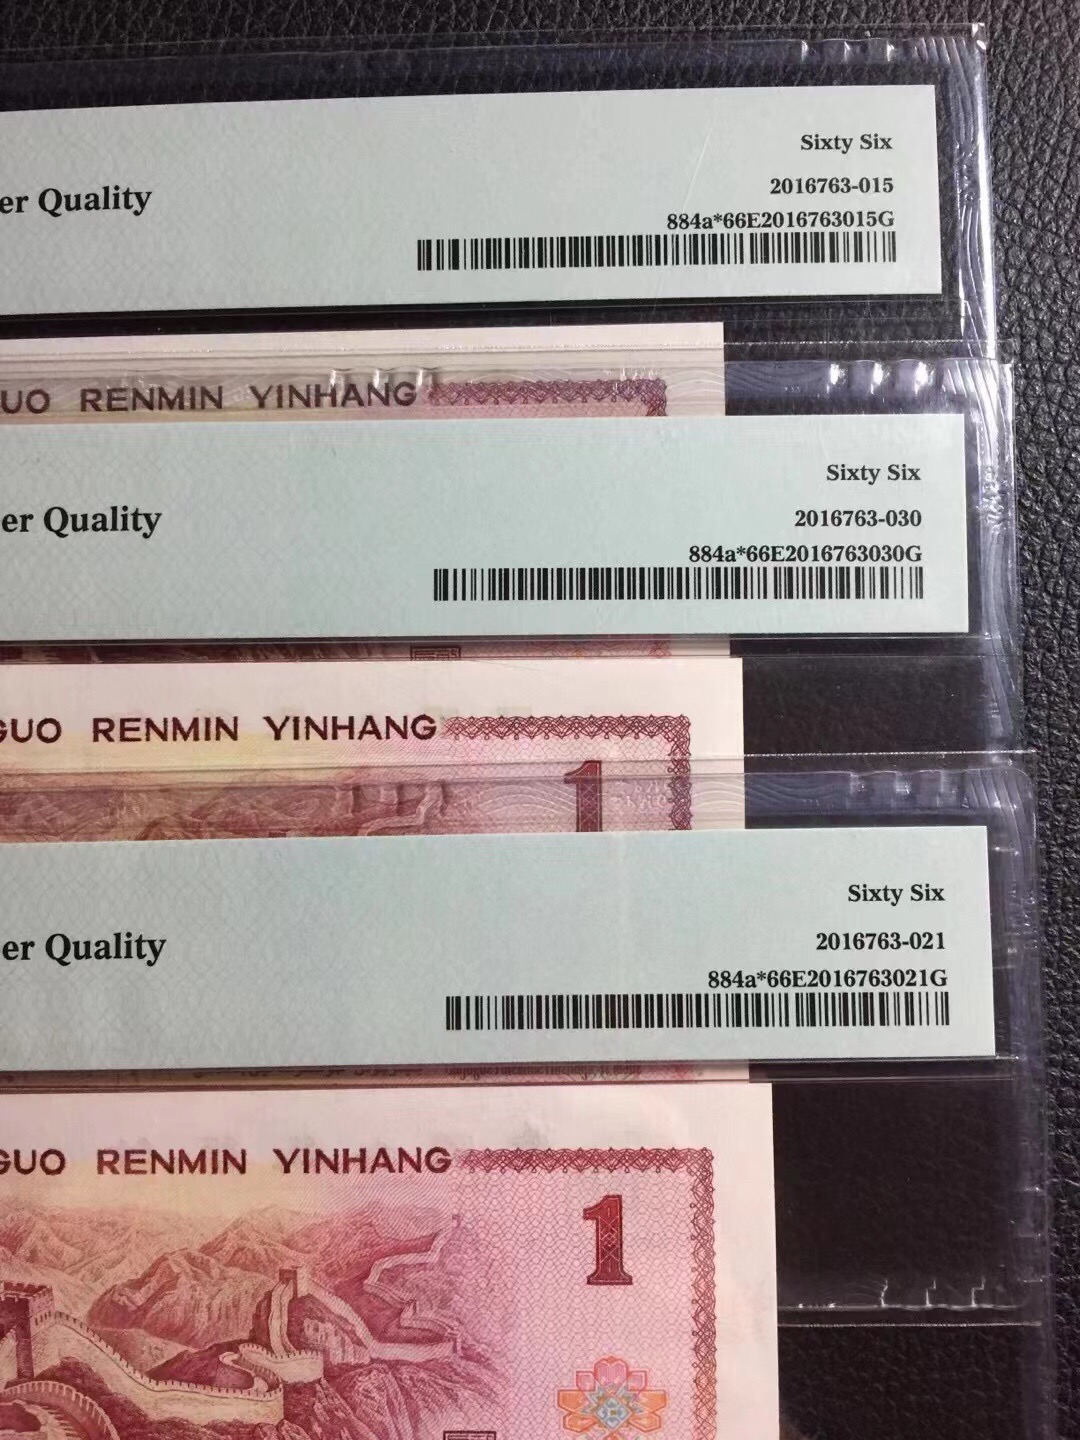 Sixty Six
er Quality
2016763-015
884a*66E2016763015G
UO RENMIN YINHANG
Sixty Six
er Quality
2016763-030
884a*66E2016763030G
GUO RENMIN YINHANG
1
Sixty Six
er Quality
2016763-021
884a*66E2016763021G
GUO RENMIN YINHANG
1